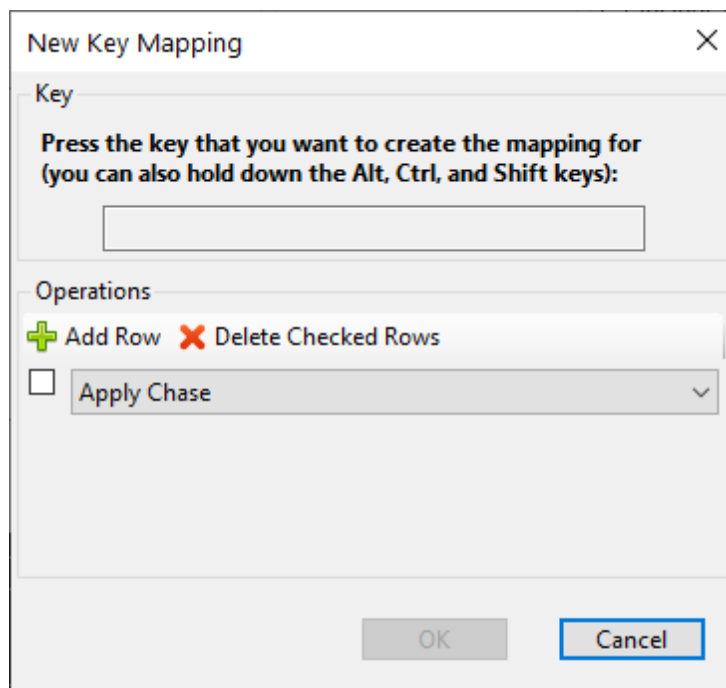 New Key Mapping
Key
Press the key that you want to create the mapping for
(you can also hold down the Alt, Ctrl, and Shift keys):
Operations
Add Row Delete Checked Rows
Apply Chase
OK Cancel